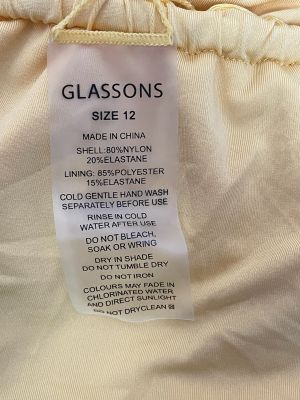 GLASSONS
SIZE 12
MADE IN CHINA
SHELL:80%NYLON
20%ELASTANE
LINING: 85%POLYESTER
15%ELASTANE
COLD GENTLE HAND WASH
SEPARATELY BEFORE USE
RINSE IN COLD
WATER AFTER USE
DO NOT BLEACH,
SOAK OR WRING
DRY IN SHADE
DO NOT TUMBLE DRY
DO NOT IRON
COLOURS MAY FADE IN
CHLORINATED WATER
AND DIRECT SUNLIGHT
DO NOT DRYCLEAN